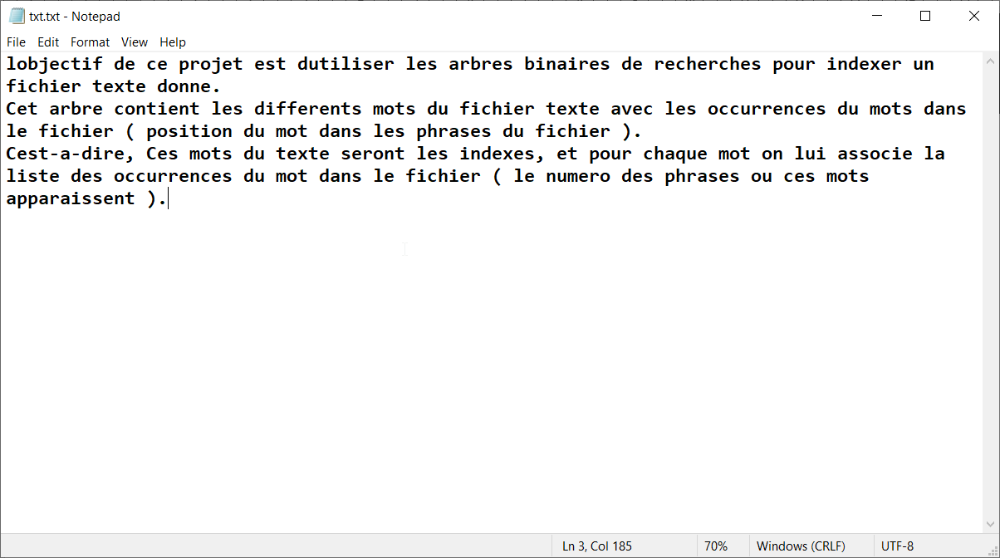 txt.txt - Notepad
File Edit Format View Help
lobjectif de ce projet est dutiliser les arbres binaires de recherches pour indexer un
fichier texte donne.
Cet arbre contient les differents mots du fichier texte avec les occurrences du mots dans
le fichier ( position du mot dans les phrases du fichier ).
Cest-a-dire, Ces mots du texte seront les indexes, et pour chaque mot on lui associe la
liste des occurrences du mot dans le fichier ( le numero des phrases ou ces mots
apparaissent ).
Ln 3, Col 185 70% Windows (CRLF) UTF-8